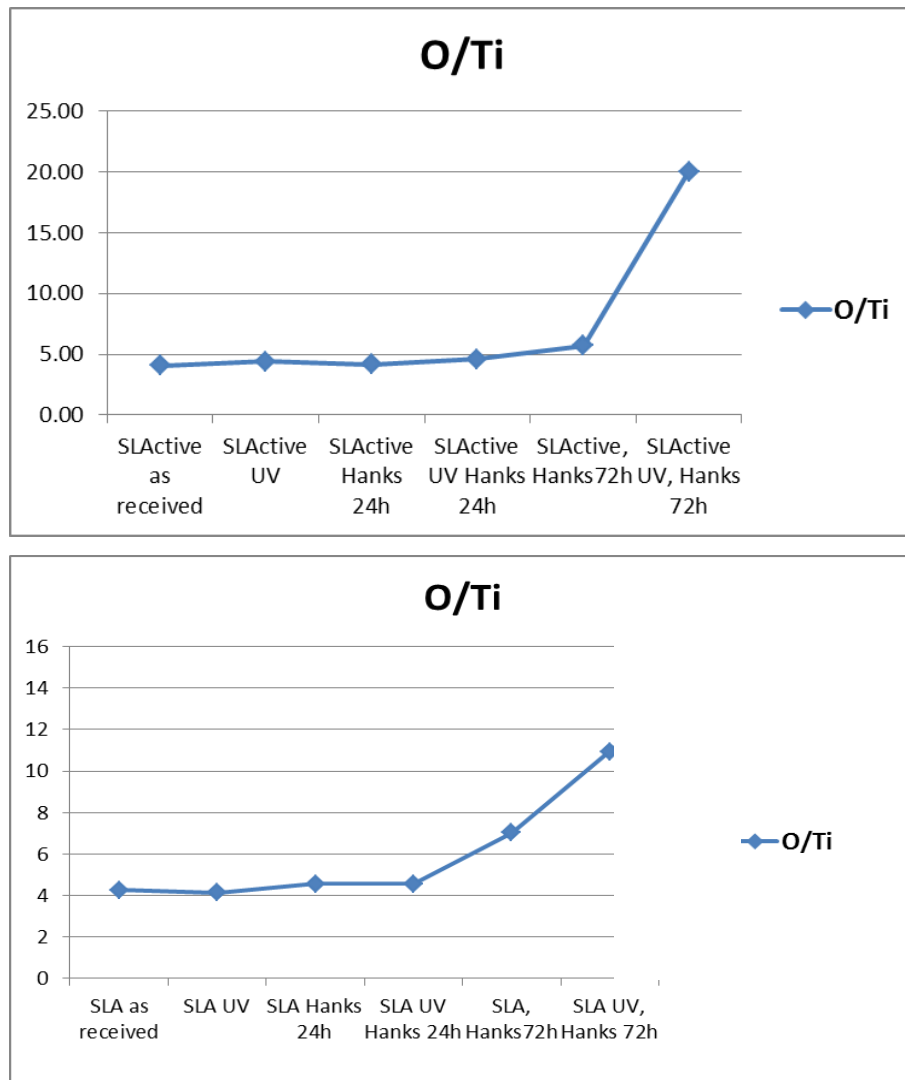 O/Ti
25.00
20.00
15.00
10.00
5.00
0.00
O/Ti
SLActive as received
SLActive UV
SLActive Hanks 24h
SLActive UV Hanks 24h
SLActive, Hanks72h
SLActive UV, Hanks 72h
O/Ti
16
14
12
10
8
6
4
2
0
O/Ti
SLA as received
SLA UV
SLA Hanks 24h
SLA UV Hanks 24h
SLA, Hanks72h
SLA UV, Hanks 72h